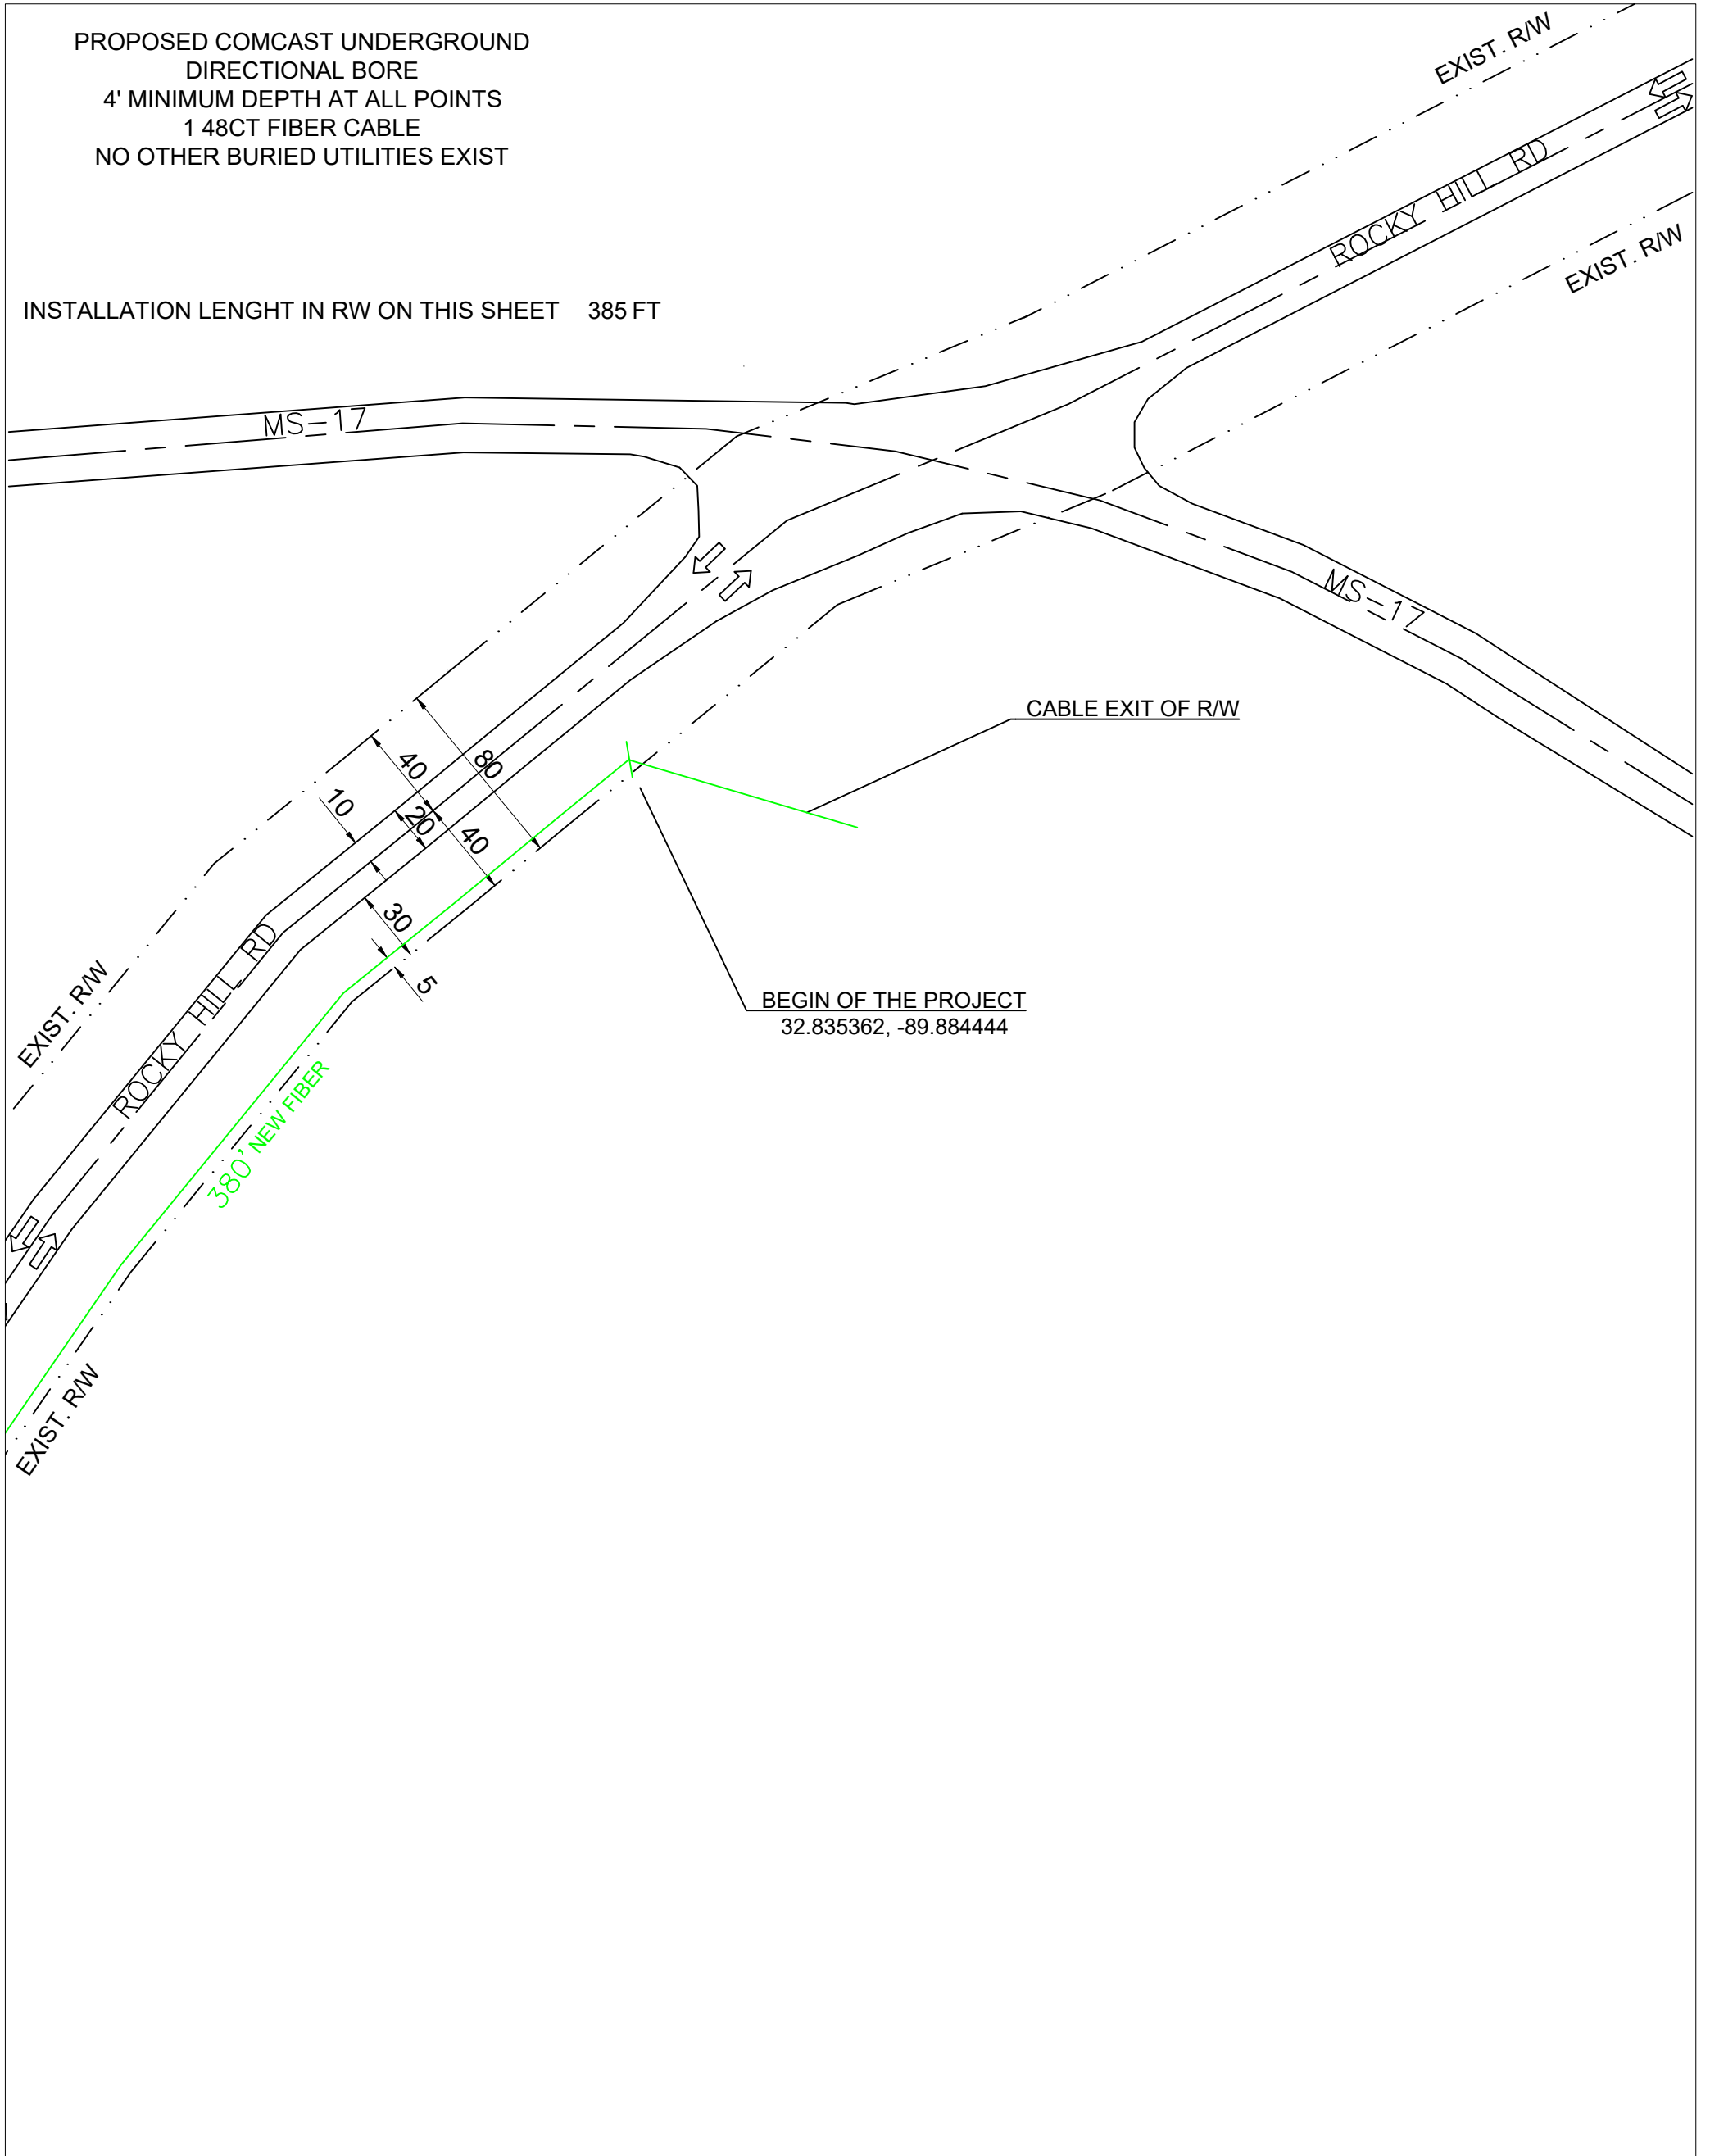 PROPOSED COMCAST UNDERGROUND
DIRECTIONAL BORE
4' MINIMUM DEPTH AT ALL POINTS
1 48CT FIBER CABLE
NO OTHER BURIED UTILITIES EXIST
EXIST. R/W
ROCKY HILL RD
EXIST. R/W
INSTALLATION LENGHT IN RW ON THIS SHEET 385 FT
MS-17
MS-17
CABLE EXIT OF R/W
40
80
10
20
40
30
5
EXIST. R/W
ROCKY HILL RD
BEGIN OF THE PROJECT
32.835362, -89.884444
380' NEW FIBER
EXIST. R/W